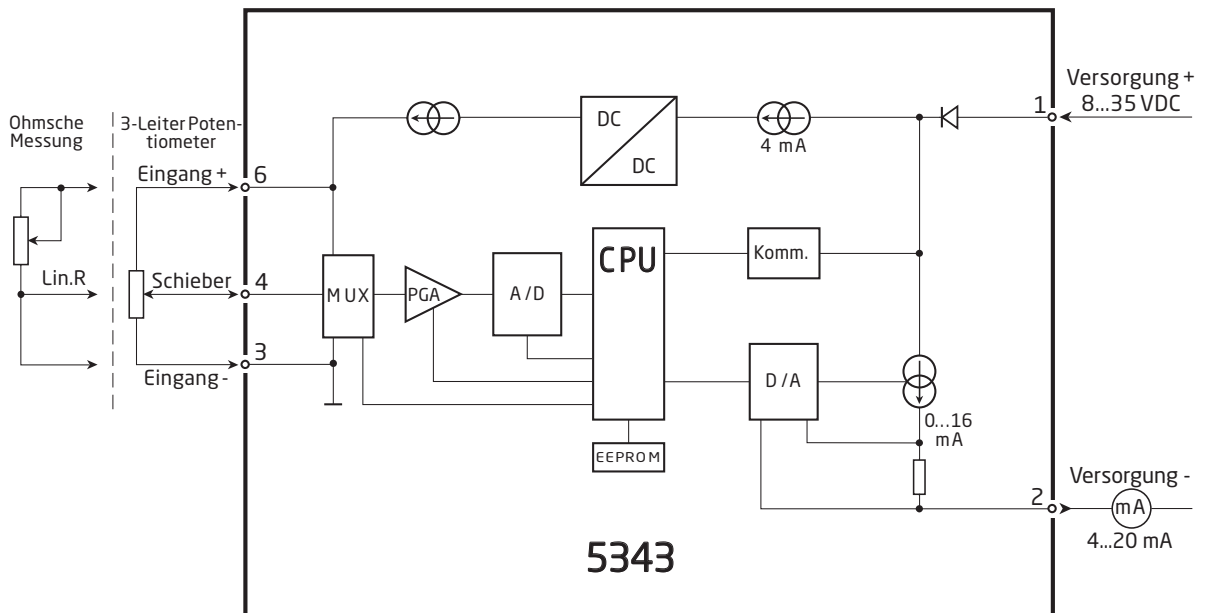 Ohmsche
Messung
3-Leiter Poten-
tiometer
Eingang +
6
Lin.R
Schieber
4
3
Eingang -
MUX
PGA
A/D
CPU
EEPROM
DC
DC
4 mA
Komm.
D/A
0...16
mA
1
Versorgung +
8...35 VDC
2
Versorgung -
mA
4...20 mA
5343